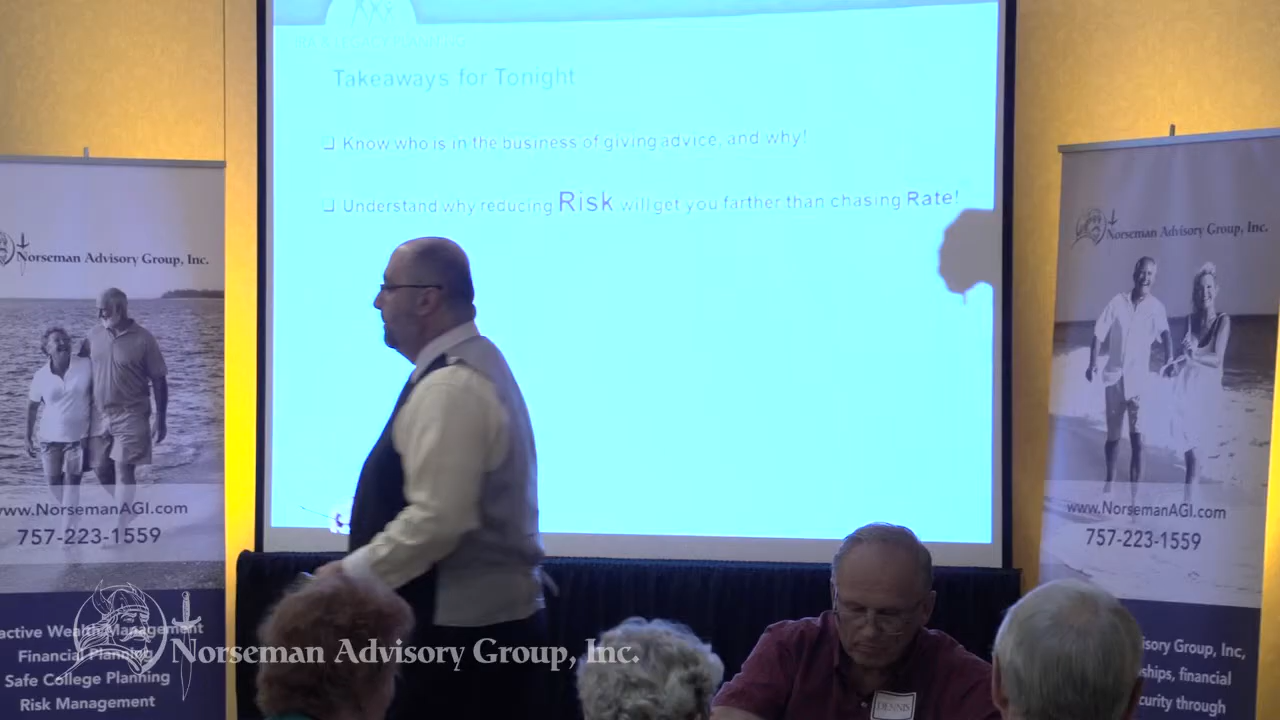 Takeaways for Tonight
❑ Know who is in the business of giving advice, and why!
❑ Understand why reducing Risk will get you farther than chasing Rate!
Norseman Advisory Group, Inc.
www.NorsemanAGI.com
757-223-1559
active Wealth Management
Financial Planning
Safe College Planning
Risk Management
Norseman Advisory Group, Inc.
www.NorsemanAGI.com
757-223-1559
isory Group, Inc,
ships, financial
curity through
DENNIS
Norseman Advisory Group, Inc.